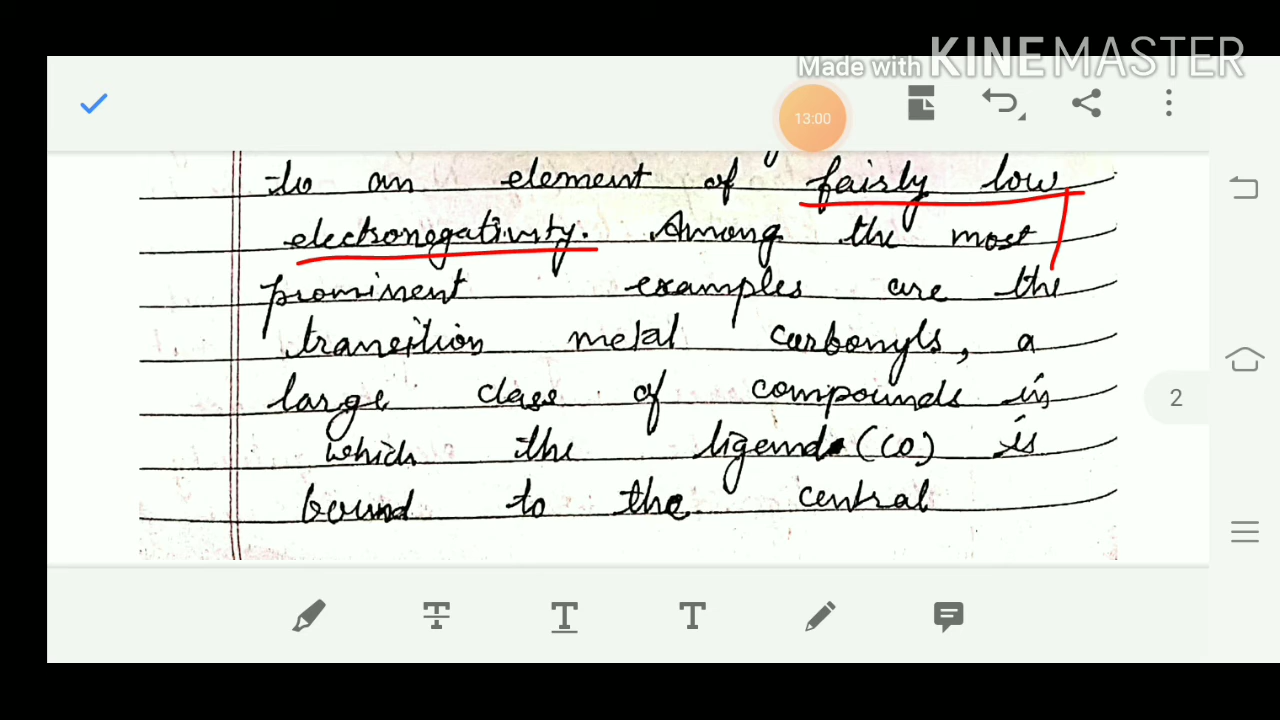 Made with KINEMASTER
13:00
to an element of fairly low
electronegativity. Among the most
prominent examples are the
transition metal carbonyls, a
large class of compounds in
2
which the ligand (CO) is
bound to the central